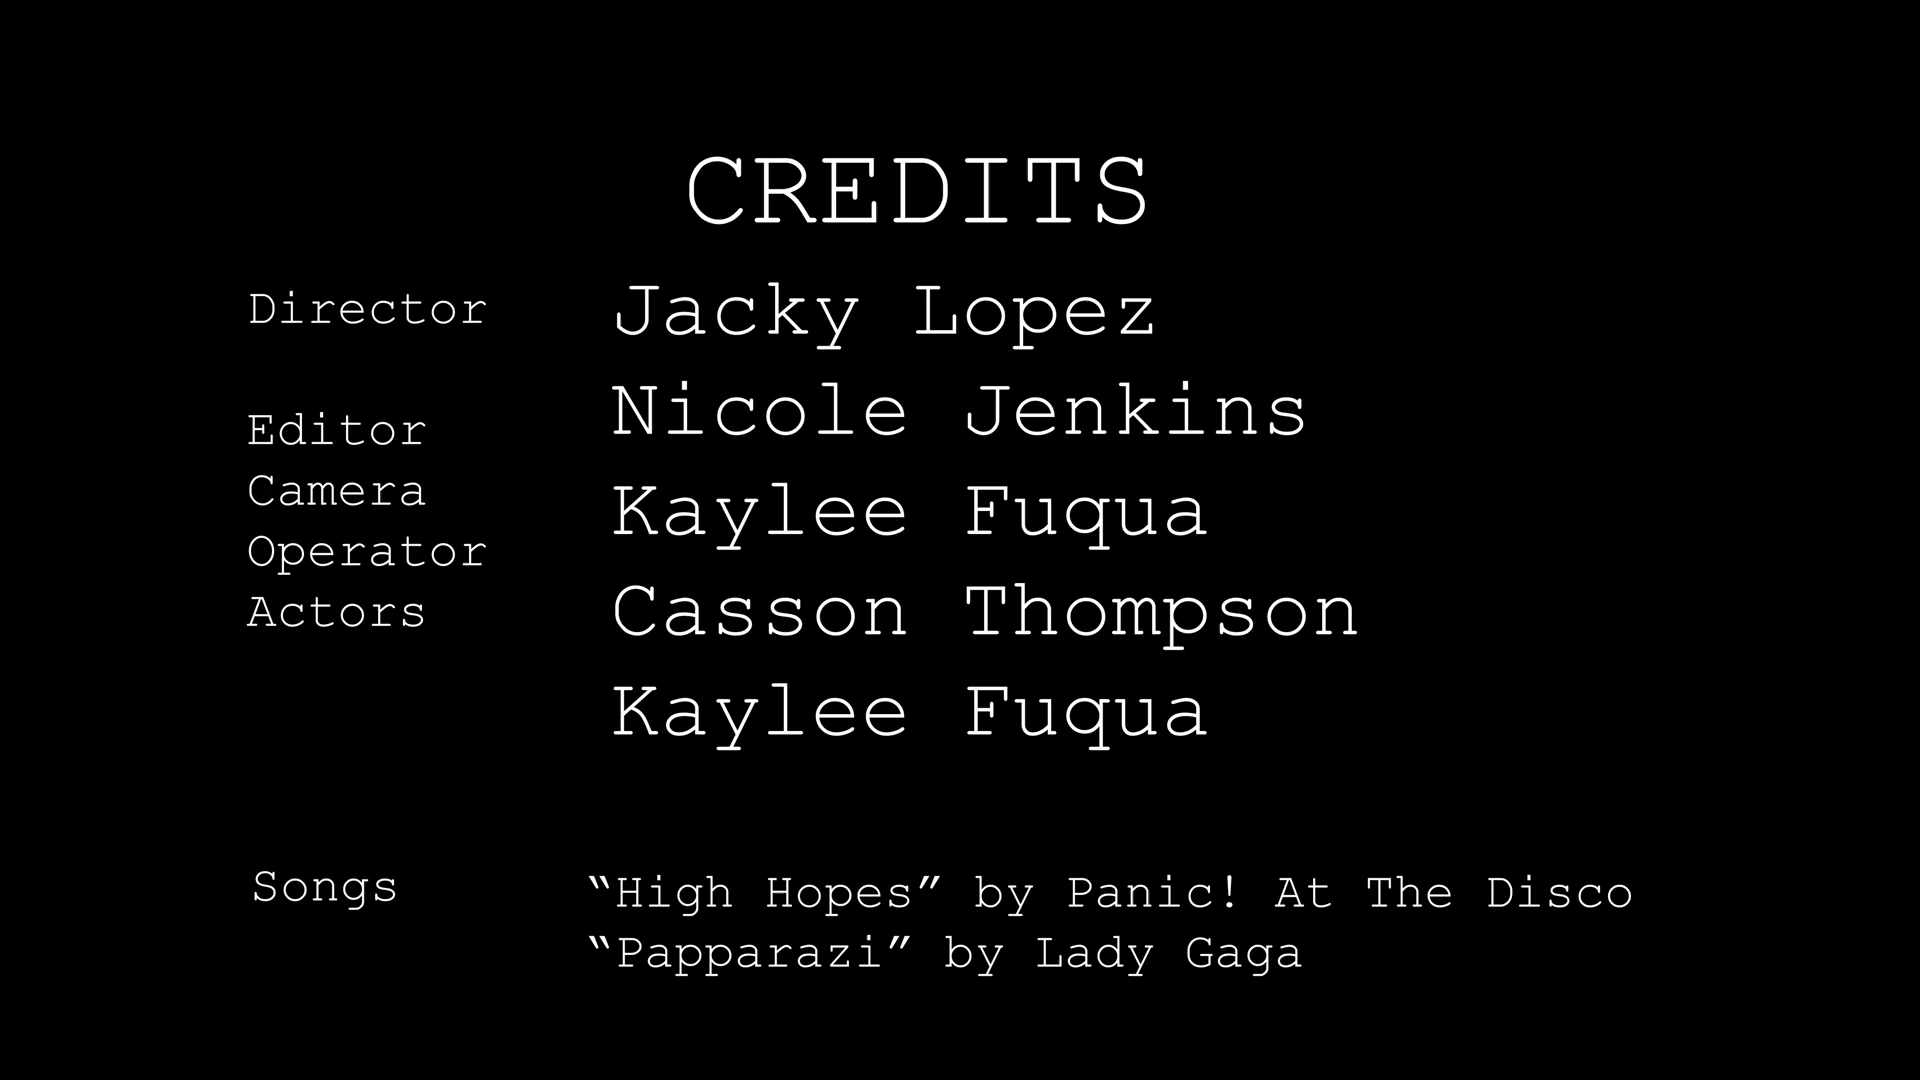 CREDITS
Director Jacky Lopez
Nicole Jenkins
Editor
Camera Kaylee Fuqua
Operator
Actors Casson Thompson
Kaylee Fuqua
Songs “High Hopes” by Panic! At The Disco
“Papparazi” by Lady Gaga